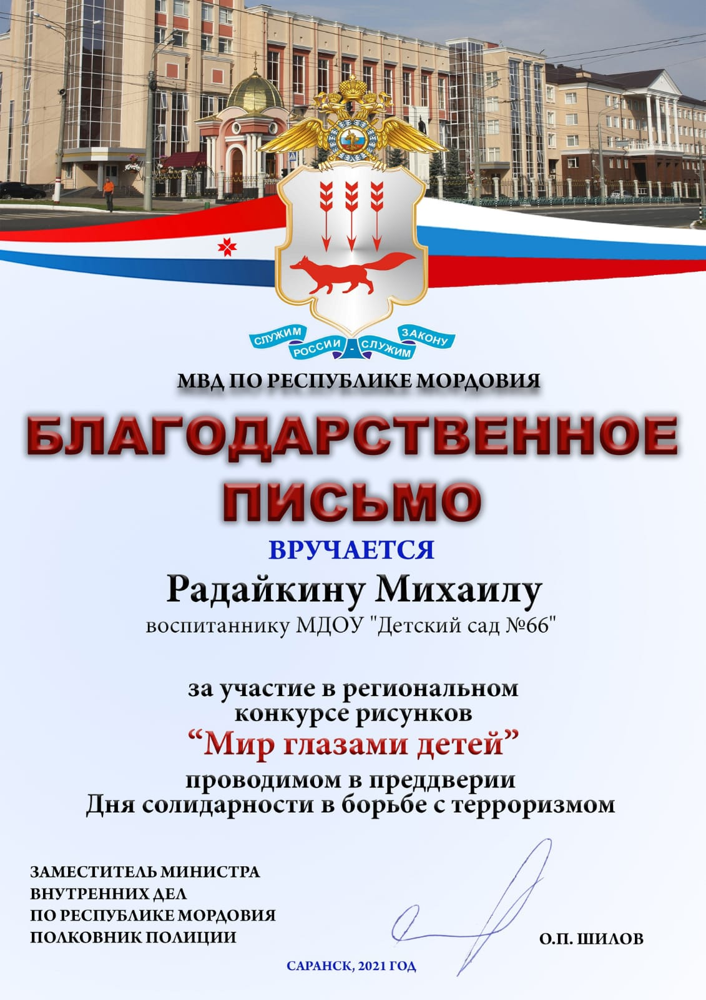 СЛУЖИМ РОССИИ - СЛУЖИМ ЗАКОНУ
МВД ПО РЕСПУБЛИКЕ МОРДОВИЯ
БЛАГОДАРСТВЕННОЕ
ПИСЬМО
ВРУЧАЕТСЯ
Радайкину Михаилу
воспитаннику МДОУ "Детский сад №66"
за участие в региональном
конкурсе рисунков
“Мир глазами детей”
проводимом в преддверии
Дня солидарности в борьбе с терроризмом
ЗАМЕСТИТЕЛЬ МИНИСТРА
ВНУТРЕННИХ ДЕЛ
ПО РЕСПУБЛИКЕ МОРДОВИЯ
ПОЛКОВНИК ПОЛИЦИИ
О.П. ШИЛОВ
САРАНСК, 2021 ГОД